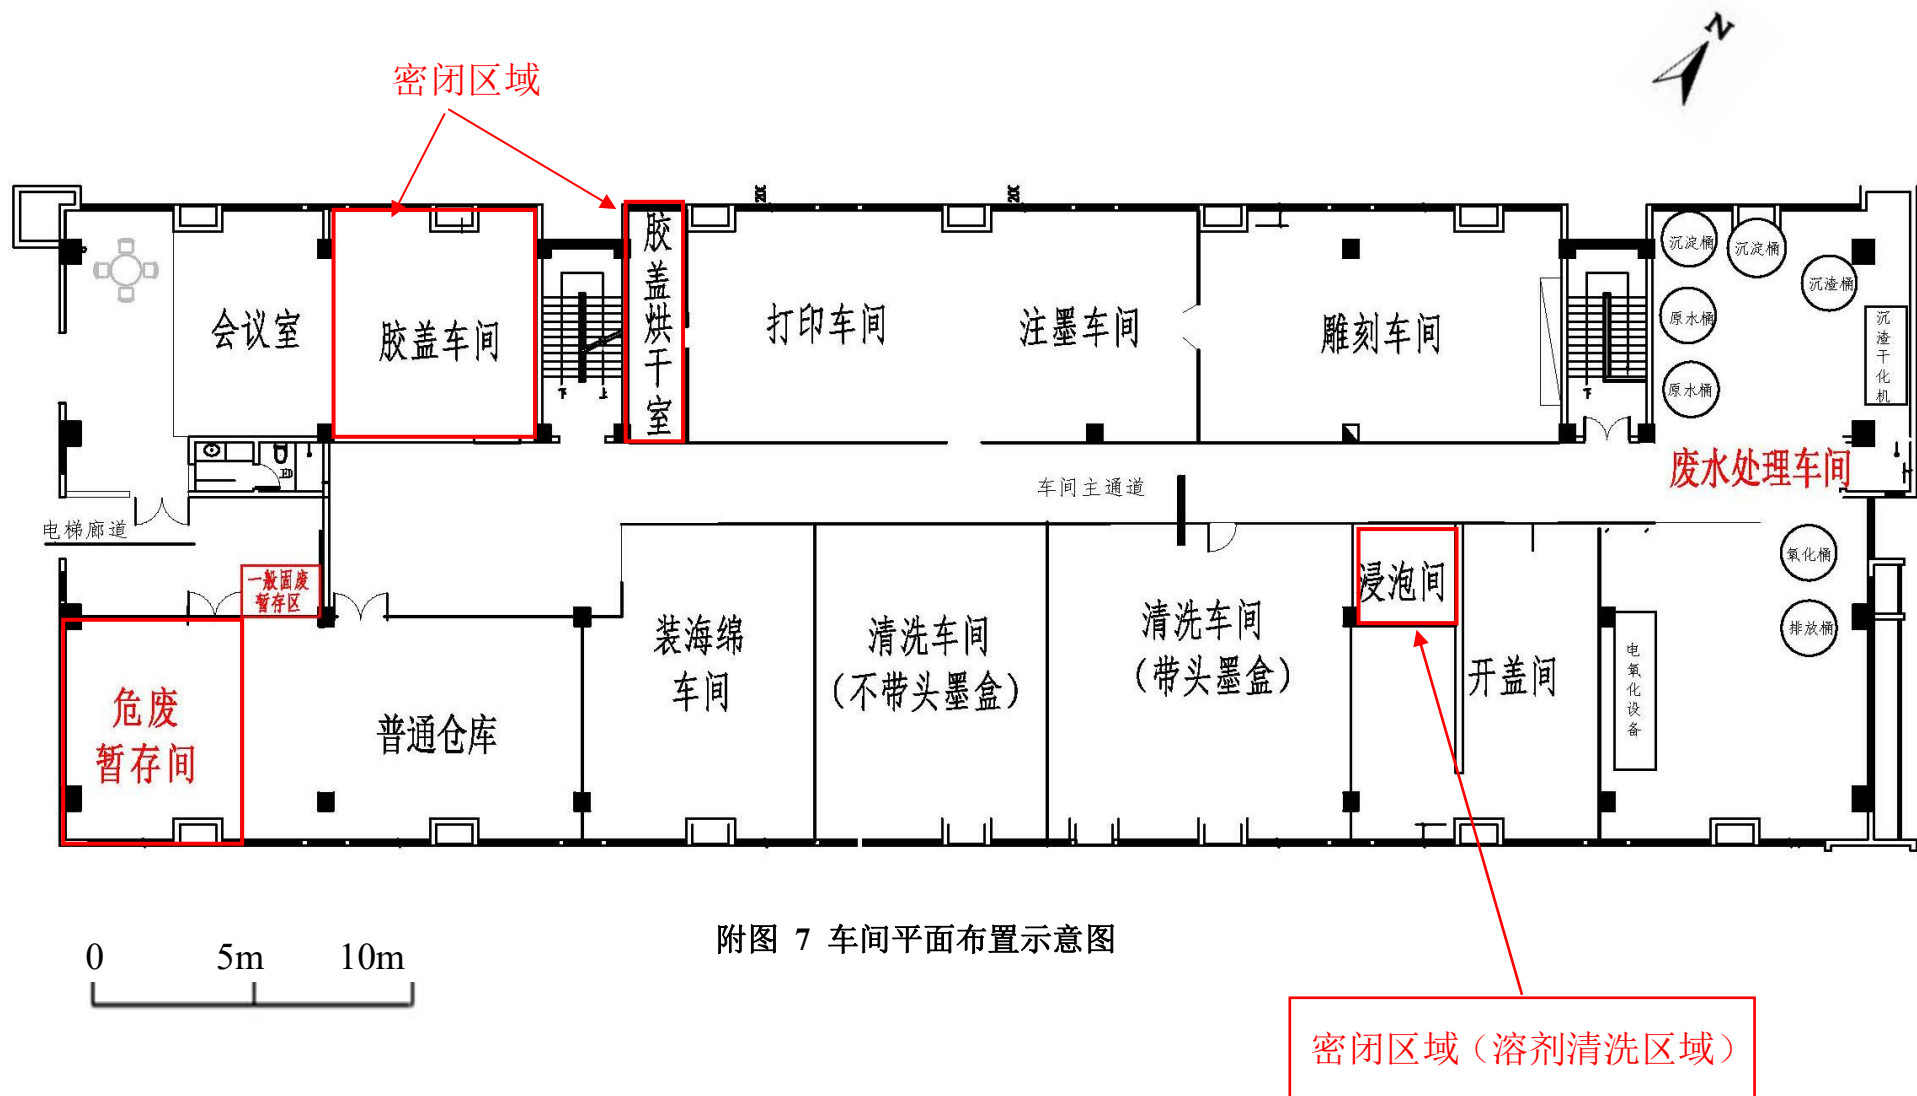 N
密闭区域
20C
20C
胶盖烘干室
沉淀桶
沉淀桶
沉渣桶
原水桶
沉渣干化机
会议室
胶盖车间
打印车间
注墨车间
雕刻车间
原水桶
下
上
下
废水处理车间
车间主通道
电梯廊道
氧化桶
一般固废
暂存区
浸泡间
装海绵
车间
清洗车间
（不带头墨盒）
清洗车间
（带头墨盒）
排放桶
开盖间
电氧化设备
危废
暂存间
普通仓库
附图 7 车间平面布置示意图
0 5m 10m
密闭区域（溶剂清洗区域）